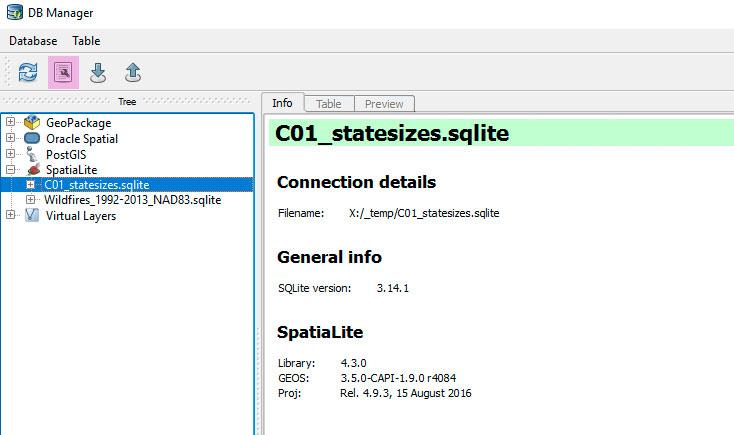 DB Manager
Database Table
Tree
GeoPackage
Oracle Spatial
PostGIS
SpatiaLite
C01_statesizes.sqlite
Wildfires_1992-2013_NAD83.sqlite
Virtual Layers
Info Table Preview
C01_statesizes.sqlite
Connection details
Filename: X:/_temp/C01_statesizes.sqlite
General info
SQLite version: 3.14.1
SpatiaLite
Library: 4.3.0
GEOS: 3.5.0-CAPI-1.9.0 r4084
Proj: Rel. 4.9.3, 15 August 2016